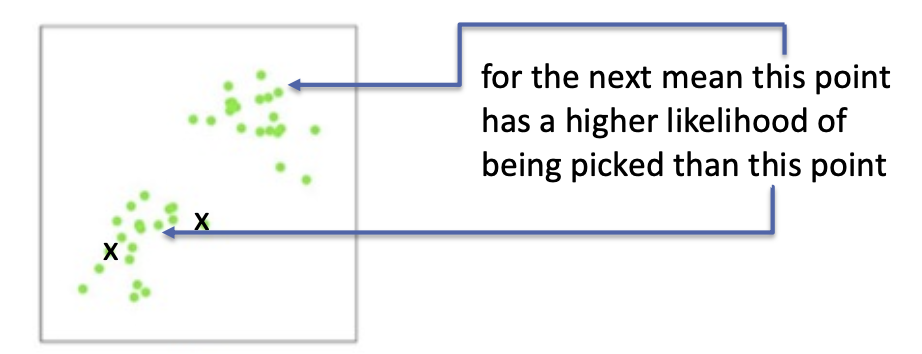 for the next mean this point
has a higher likelihood of
being picked than this point
X
X